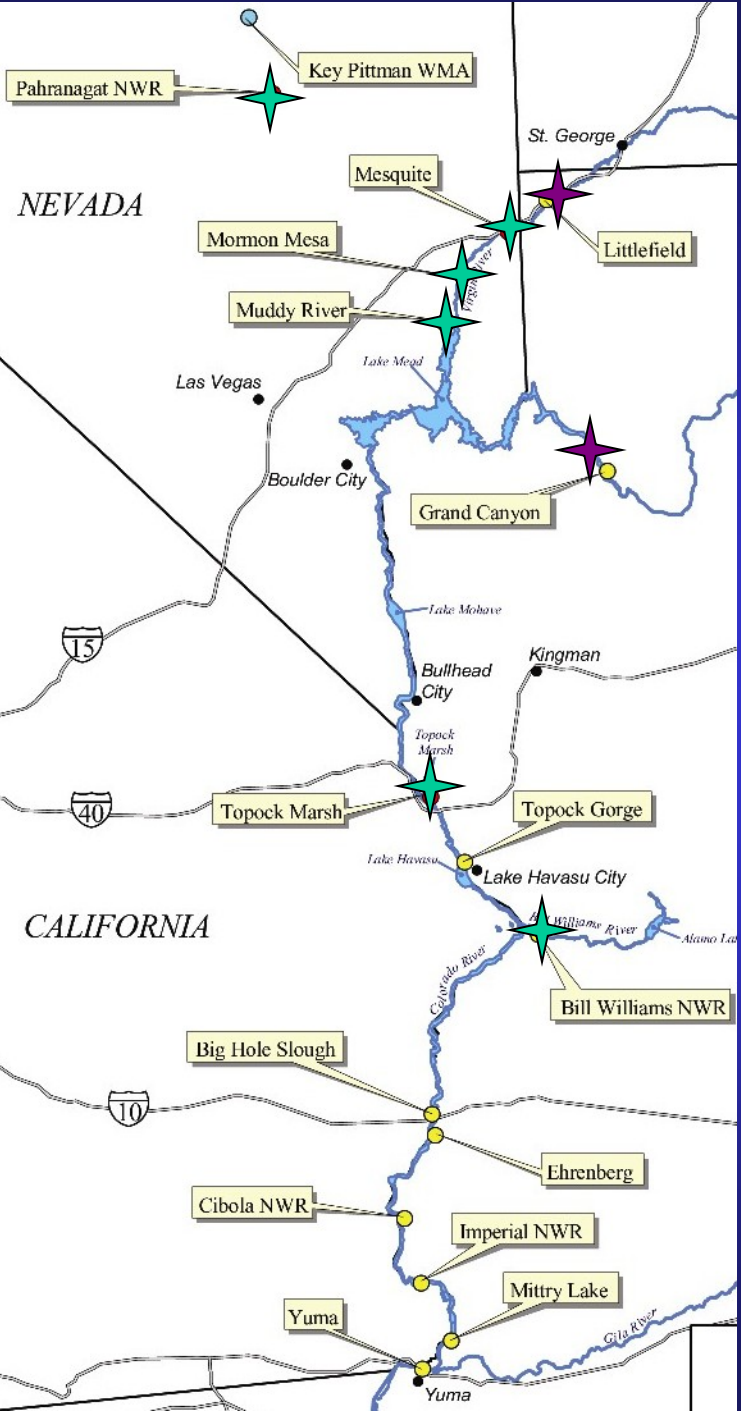 Key Pittman WMA
Pahranagat NWR
St. George
Mesquite
NEVADA
Mormon Mesa
Littlefield
Virgin River
Muddy River
Lake Mead
Las Vegas
Boulder City
Grand Canyon
Lake Mohave
15
Kingman
Bullhead
City
Topock
Marsh
40
Topock Marsh
Topock Gorge
Lake Havasu
Lake Havasu City
CALIFORNIA
Williams River
Alamo
Colorado River
Bill Williams NWR
Big Hole Slough
10
Ehrenberg
Cibola NWR
Imperial NWR
Mittry Lake
Yuma
Gila River
Yuma